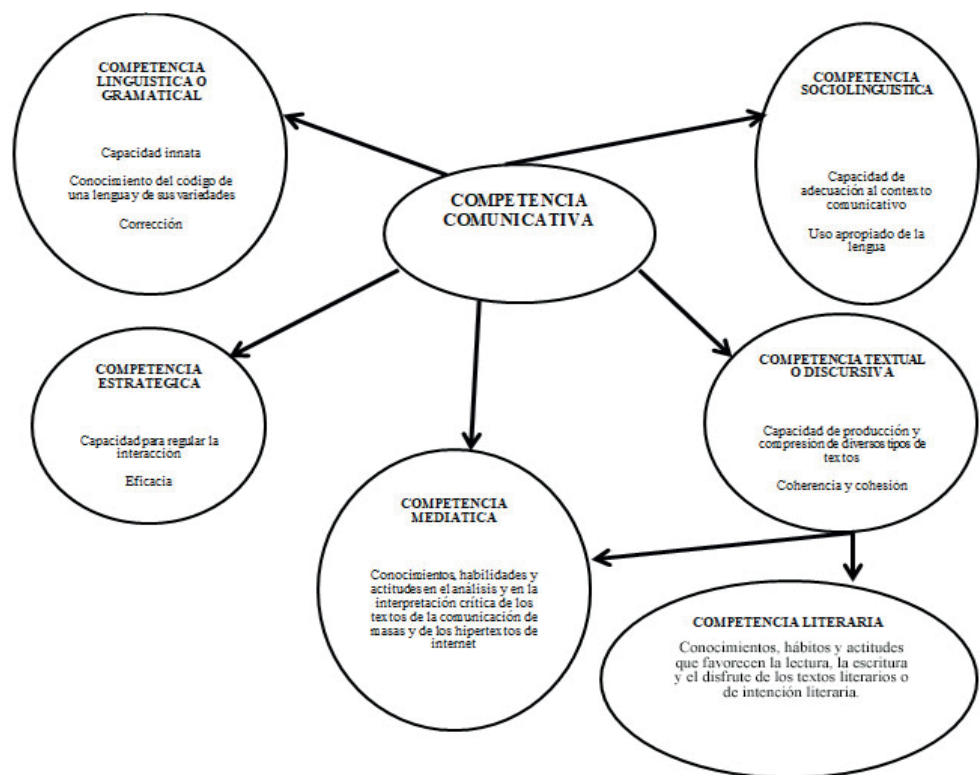 COMPETENCIA
LINGUISTICA O
GRAMATICAL
Capacidad innata
Conocimiento del código de
una lengua y de sus variedades
Corrección
COMPETENCIA
SOCIOLINGUISTICA
Capacidad de
adecuación al contexto
comunicativo
Uso apropiado de la
lengua
COMPETENCIA
COMUNICATIVA
COMPETENCIA
ESTRATEGICA
Capacidad para regular la
interacción
Eficacia
COMPETENCIA TEXTUAL
O DISCURSIVA
Capacidad de producción y
compresión de diversos tipos de
textos
Coherencia y cohesión
COMPETENCIA
MEDIATICA
Conocimientos, habilidades y
actitudes en el análisis y en la
interpretación crítica de los
textos de la comunicación de
masas y de los hipertextos de
internet
COMPETENCIA LITERARIA
Conocimientos, hábitos y actitudes
que favorecen la lectura, la escritura
y el disfrute de los textos literarios o
de intención literaria.